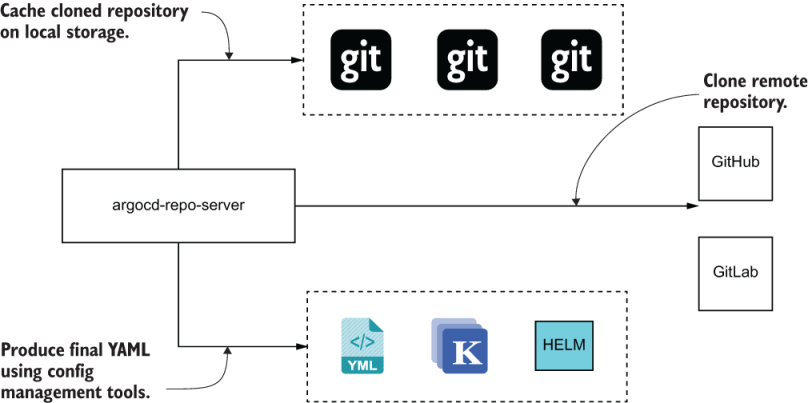 Cache cloned repository
on local storage.
git
git
git
Clone remote
repository.
GitHub
argocd-repo-server
GitLab
</>
YML
K
HELM
Produce final YAML
using config
management tools.